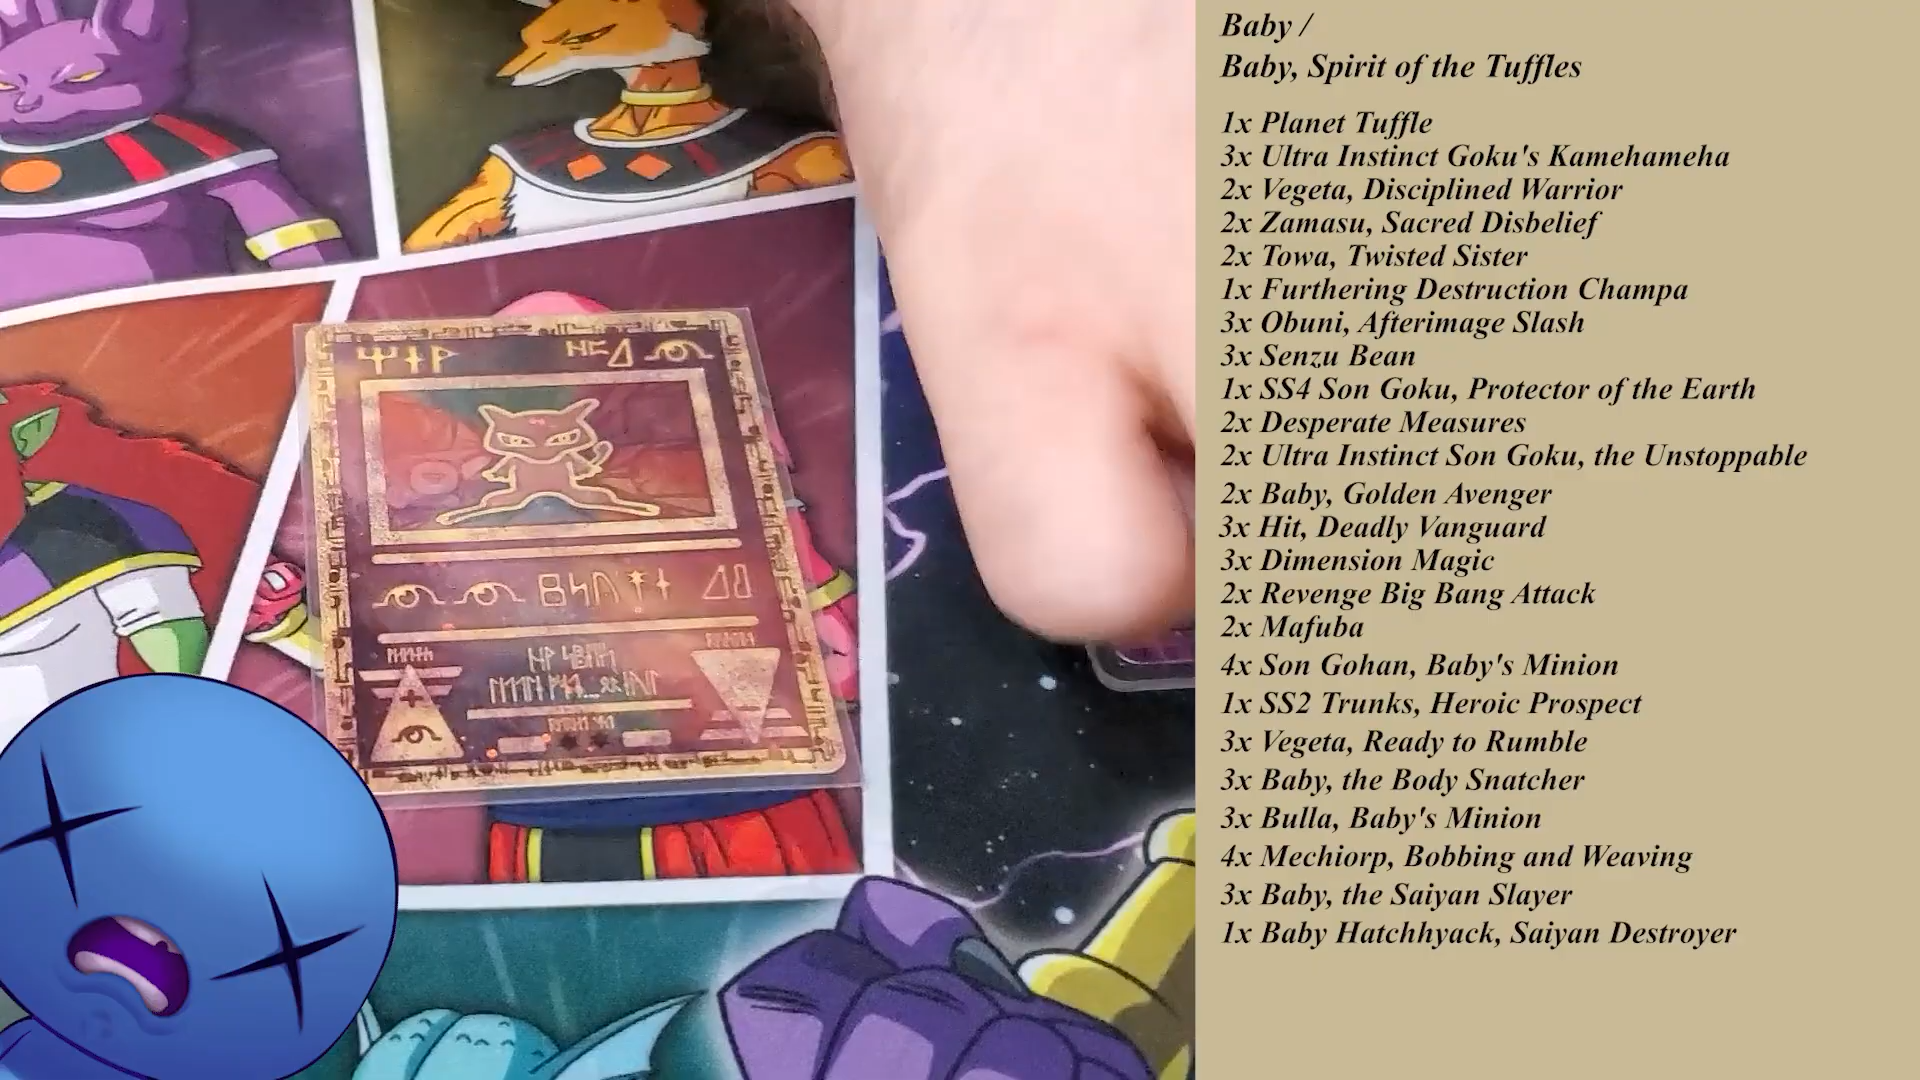 Baby /
Baby, Spirit of the Tuffles
1x Planet Tuffle
3x Ultra Instinct Goku's Kamehameha
2x Vegeta, Disciplined Warrior
2x Zamasu, Sacred Disbelief
2x Towa, Twisted Sister
1x Furthering Destruction Champa
3x Obuni, Afterimage Slash
3x Senzu Bean
1x SS4 Son Goku, Protector of the Earth
2x Desperate Measures
2x Ultra Instinct Son Goku, the Unstoppable
2x Baby, Golden Avenger
3x Hit, Deadly Vanguard
3x Dimension Magic
2x Revenge Big Bang Attack
2x Mafuba
4x Son Gohan, Baby's Minion
1x SS2 Trunks, Heroic Prospect
3x Vegeta, Ready to Rumble
3x Baby, the Body Snatcher
3x Bulla, Baby's Minion
4x Mechiorp, Bobbing and Weaving
3x Baby, the Saiyan Slayer
1x Baby Hatchhyack, Saiyan Destroyer